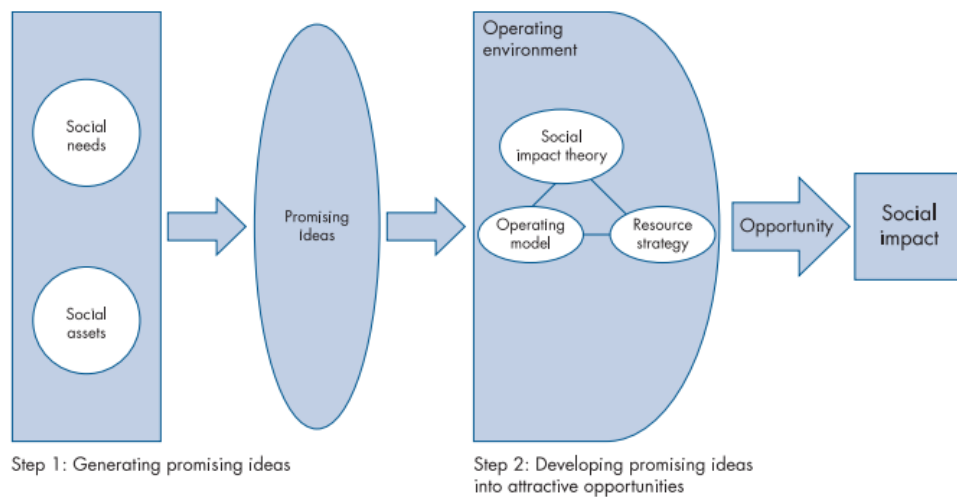 Social
needs
Social
assets
Promising
Ideas
Operating
environment
Social
impact theory
Operating
model
Resource
strategy
Opportunity
Social
impact
Step 1: Generating promising ideas
Step 2: Developing promising ideas
into attractive opportunities